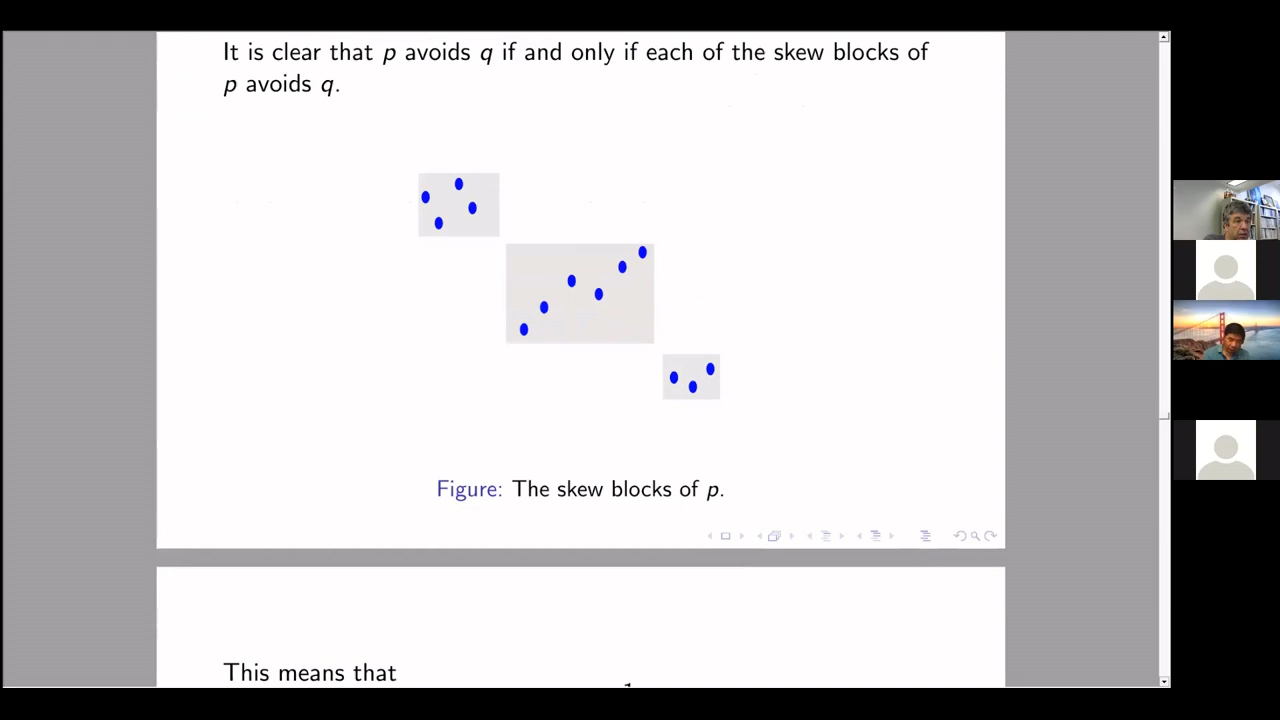 It is clear that p avoids q if and only if each of the skew blocks of
p avoids q.
Figure: The skew blocks of p.
This means that